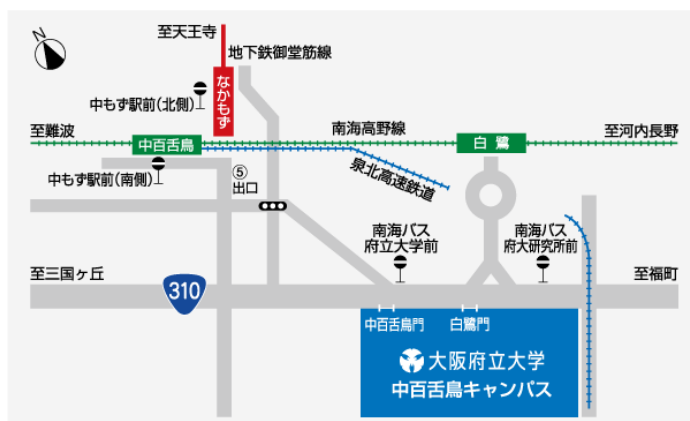 N
至天王寺
地下鉄御堂筋線
なかもず
中もず駅前(北側)
至難波
中百舌鳥
南海高野線
白鷺
至河内長野
中もず駅前(南側)
⑤
出口
泉北高速鉄道
南海バス
府立大学前
南海バス
府大研究所前
至三国ヶ丘
310
至福町
中百舌鳥門
白鷺門
大阪府立大学
中百舌鳥キャンパス